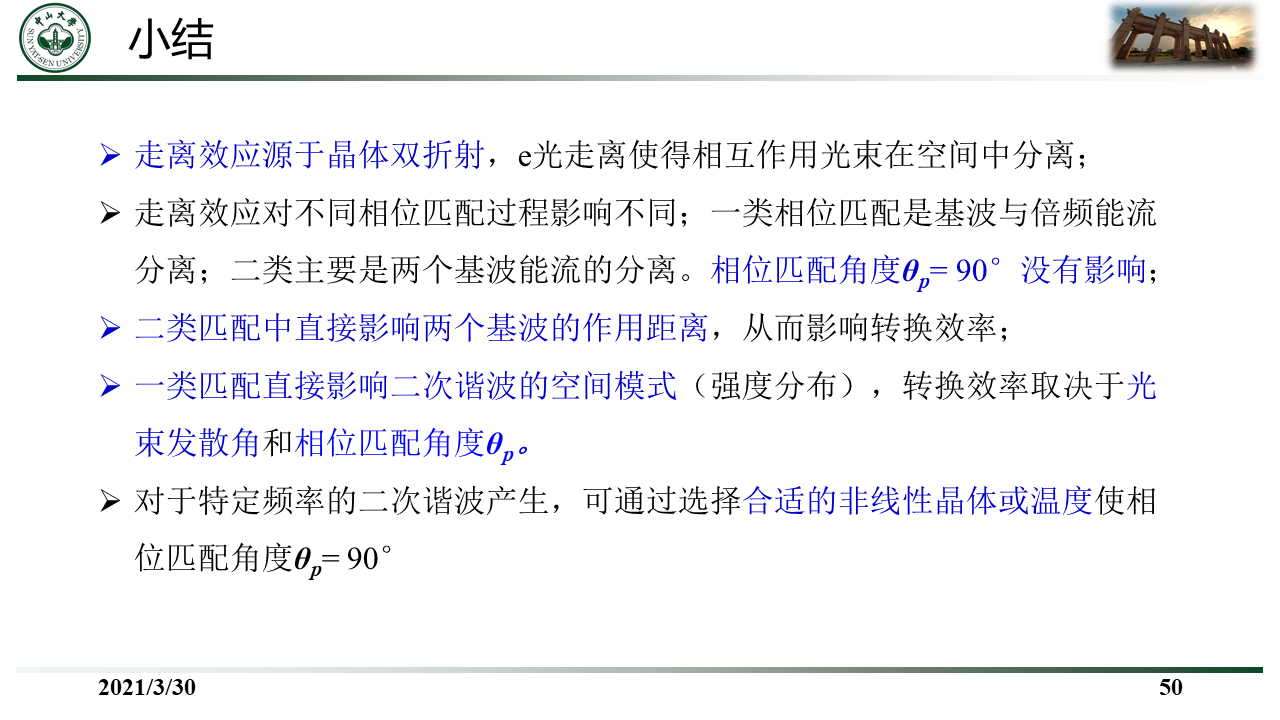 中山大学
SUN YAT-SEN UNIVERSITY
小结
走离效应源于晶体双折射，e光走离使得相互作用光束在空间中分离；
走离效应对不同相位匹配过程影响不同；一类相位匹配是基波与倍频能流
分离；二类主要是两个基波能流的分离。相位匹配角度θp= 90°没有影响；
二类匹配中直接影响两个基波的作用距离，从而影响转换效率；
一类匹配直接影响二次谐波的空间模式（强度分布），转换效率取决于光
束发散角和相位匹配角度θp。
对于特定频率的二次谐波产生，可通过选择合适的非线性晶体或温度使相
位匹配角度θp= 90°
2021/3/30
50